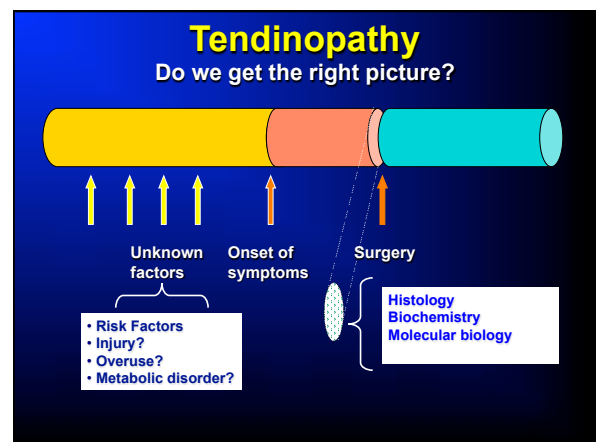 Tendinopathy
Do we get the right picture?
Unknown
factors
Onset of
symptoms
Surgery
• Risk Factors
• Injury?
• Overuse?
• Metabolic disorder?
Histology
Biochemistry
Molecular biology